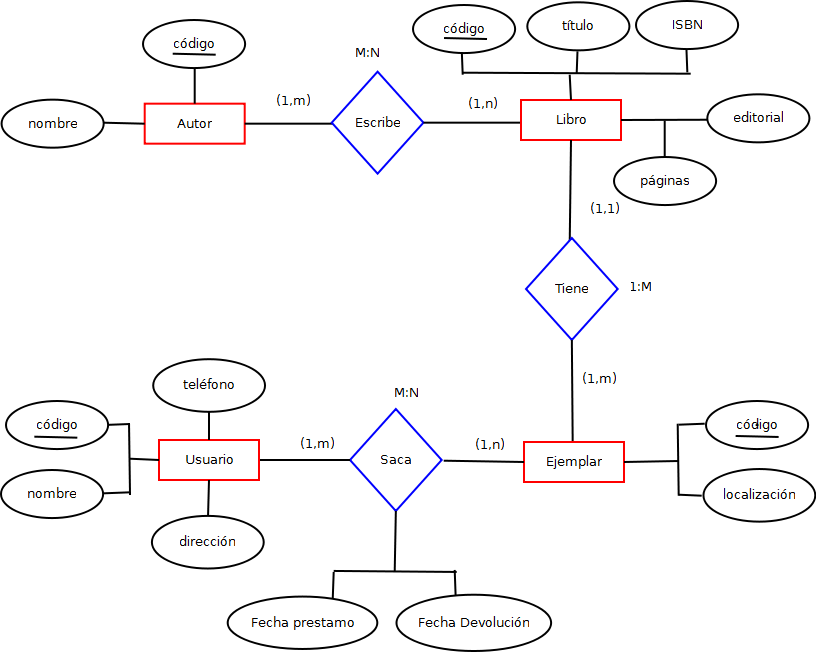 código
título
ISBN
código
M:N
nombre
Autor
(1,m)
Escribe
(1,n)
Libro
editorial
páginas
(1,1)
Tiene
1:M
(1,m)
teléfono
M:N
código
código
Usuario
(1,m)
Saca
(1,n)
Ejemplar
nombre
localización
dirección
Fecha prestamo
Fecha Devolución